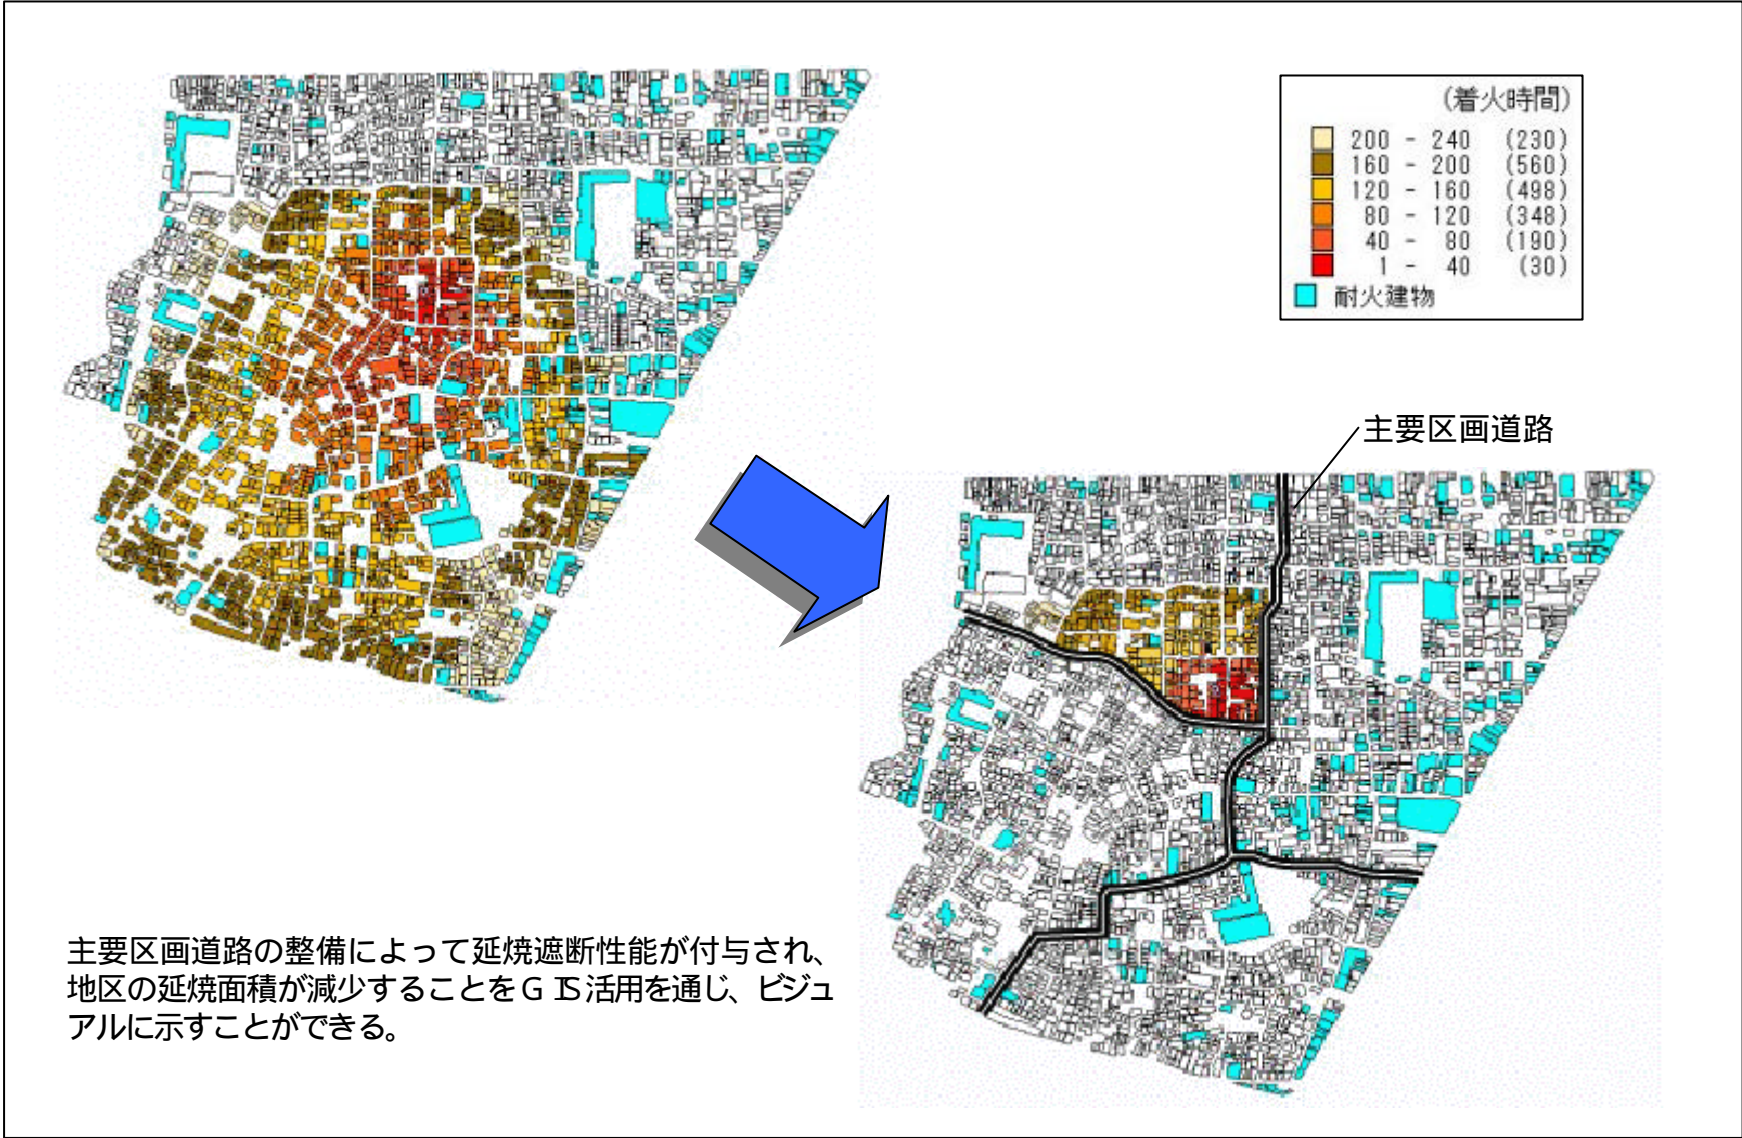 (着火時間)
200 - 240 (230)
160 - 200 (560)
120 - 160 (498)
80 - 120 (348)
40 - 80 (190)
1 - 40 (30)
耐火建物
主要区画道路
主要区画道路の整備によって延焼遮断性能が付与され、
地区の延焼面積が減少することをGIS活用を通じ、ビジュ
アルに示すことができる。